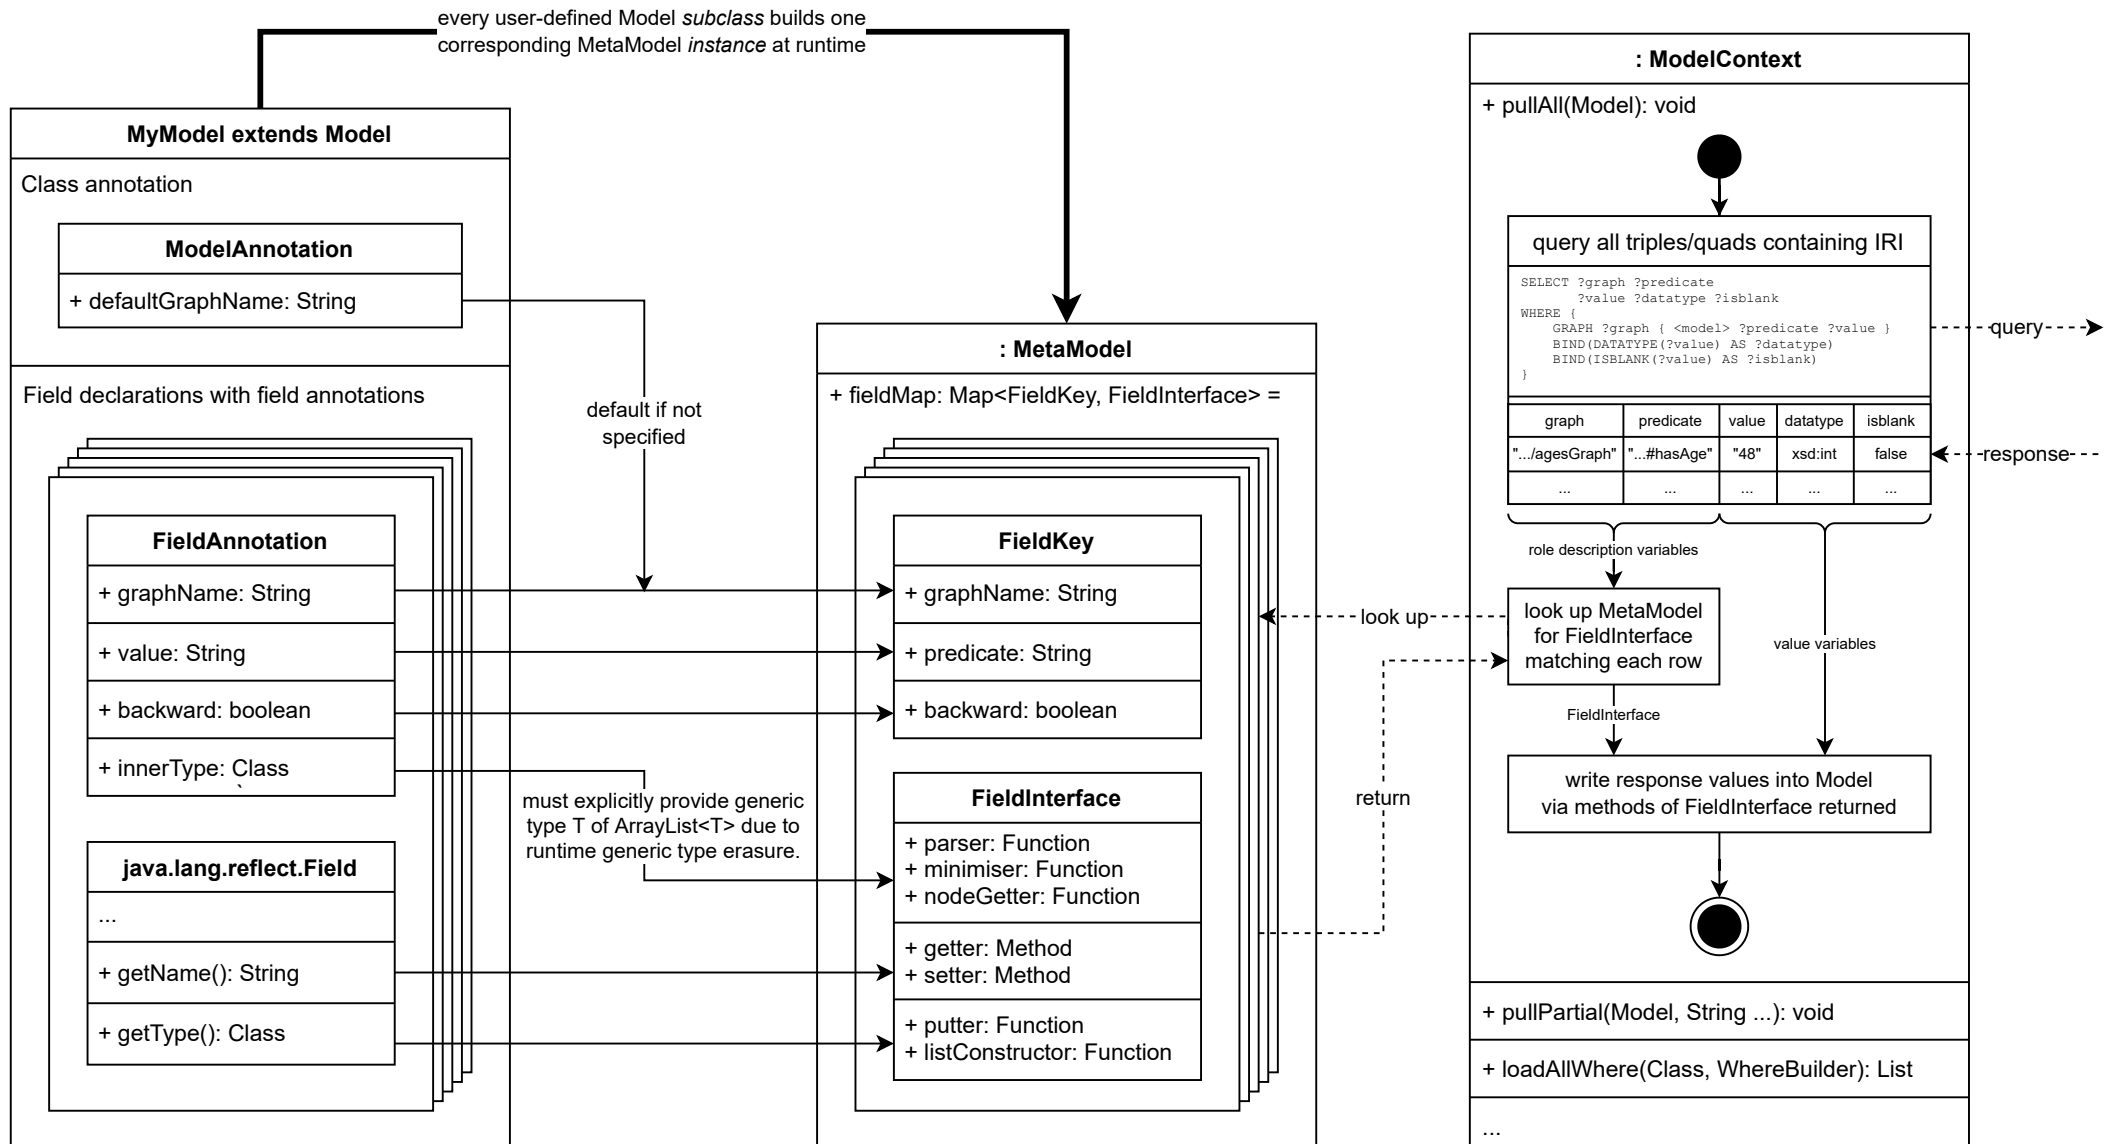 every user-defined Model subclass builds one
corresponding MetaModel instance at runtime
MyModel extends Model
Class annotation
ModelAnnotation
+ defaultGraphName: String
Field declarations with field annotations
FieldAnnotation
+ graphName: String
+ value: String
+ backward: boolean
+ innerType: Class
`
java.lang.reflect.Field
...
+ getName(): String
+ getType(): Class
default if not
specified
must explicitly provide generic
type T of ArrayList<T> due to
runtime generic type erasure.
: MetaModel
+ fieldMap: Map<FieldKey, FieldInterface> =
FieldKey
+ graphName: String
+ predicate: String
+ backward: boolean
FieldInterface
+ parser: Function
+ minimiser: Function
+ nodeGetter: Function
+ getter: Method
+ setter: Method
+ putter: Function
+ listConstructor: Function
look up
return
: ModelContext
+ pullAll(Model): void
query all triples/quads containing IRI
SELECT ?graph ?predicate
?value ?datatype ?isblank
WHERE {
GRAPH ?graph { <model> ?predicate ?value }
BIND(DATATYPE(?value) AS ?datatype)
BIND(ISBLANK(?value) AS ?isblank)
}
query
graph predicate value datatype isblank
".../agesGraph" "...#hasAge" "48" xsd:int false
... ... ... ... ...
response
role description variables
look up MetaModel
for FieldInterface
matching each row
value variables
FieldInterface
write response values into Model
via methods of FieldInterface returned
+ pullPartial(Model, String ...): void
+ loadAllWhere(Class, WhereBuilder): List
...